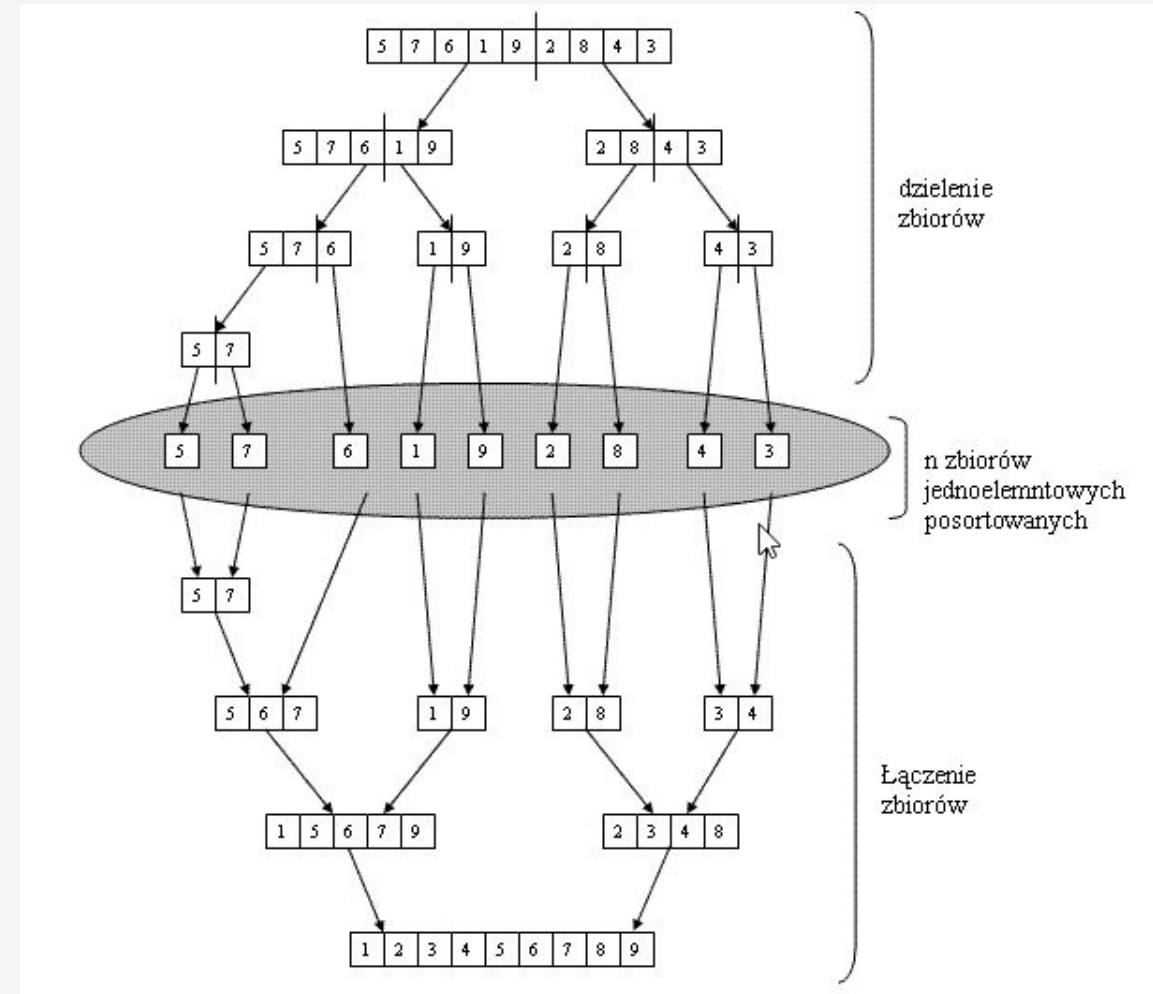 5 7 6 1 9 2 8 4 3
5 7 6 1 9
2 8 4 3
dzielenie
zbiorów
5 7 6
1 9
2 8
4 3
5 7
5
7
6
1
9
2
8
4
3
n zbiorów
jednoelemntowych
posortowanych
5 7
5 6 7
1 9
2 8
3 4
Łączenie
zbiorów
1 5 6 7 9
2 3 4 8
1 2 3 4 5 6 7 8 9